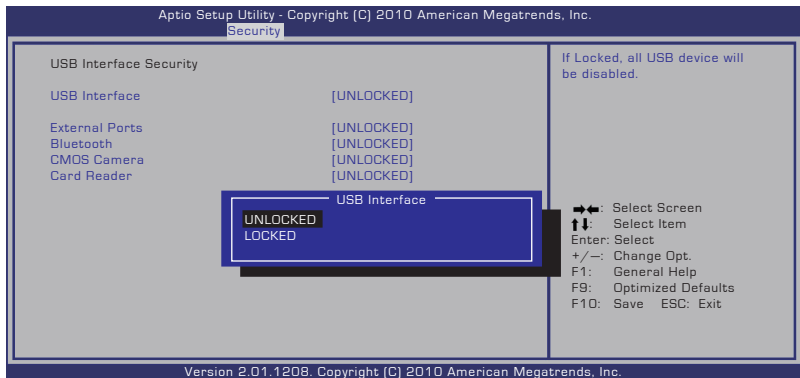 Aptio Setup Utility - Copyright (C) 2010 American Megatrends, Inc.
Security
USB Interface Security
USB Interface [UNLOCKED]
External Ports [UNLOCKED]
Bluetooth [UNLOCKED]
CMOS Camera [UNLOCKED]
Card Reader [UNLOCKED]
USB Interface
UNLOCKED
LOCKED
If Locked, all USB device will
be disabled.
→←: Select Screen
↑↓: Select Item
Enter: Select
+/—: Change Opt.
F1: General Help
F9: Optimized Defaults
F10: Save ESC: Exit
Version 2.01.1208. Copyright (C) 2010 American Megatrends, Inc.